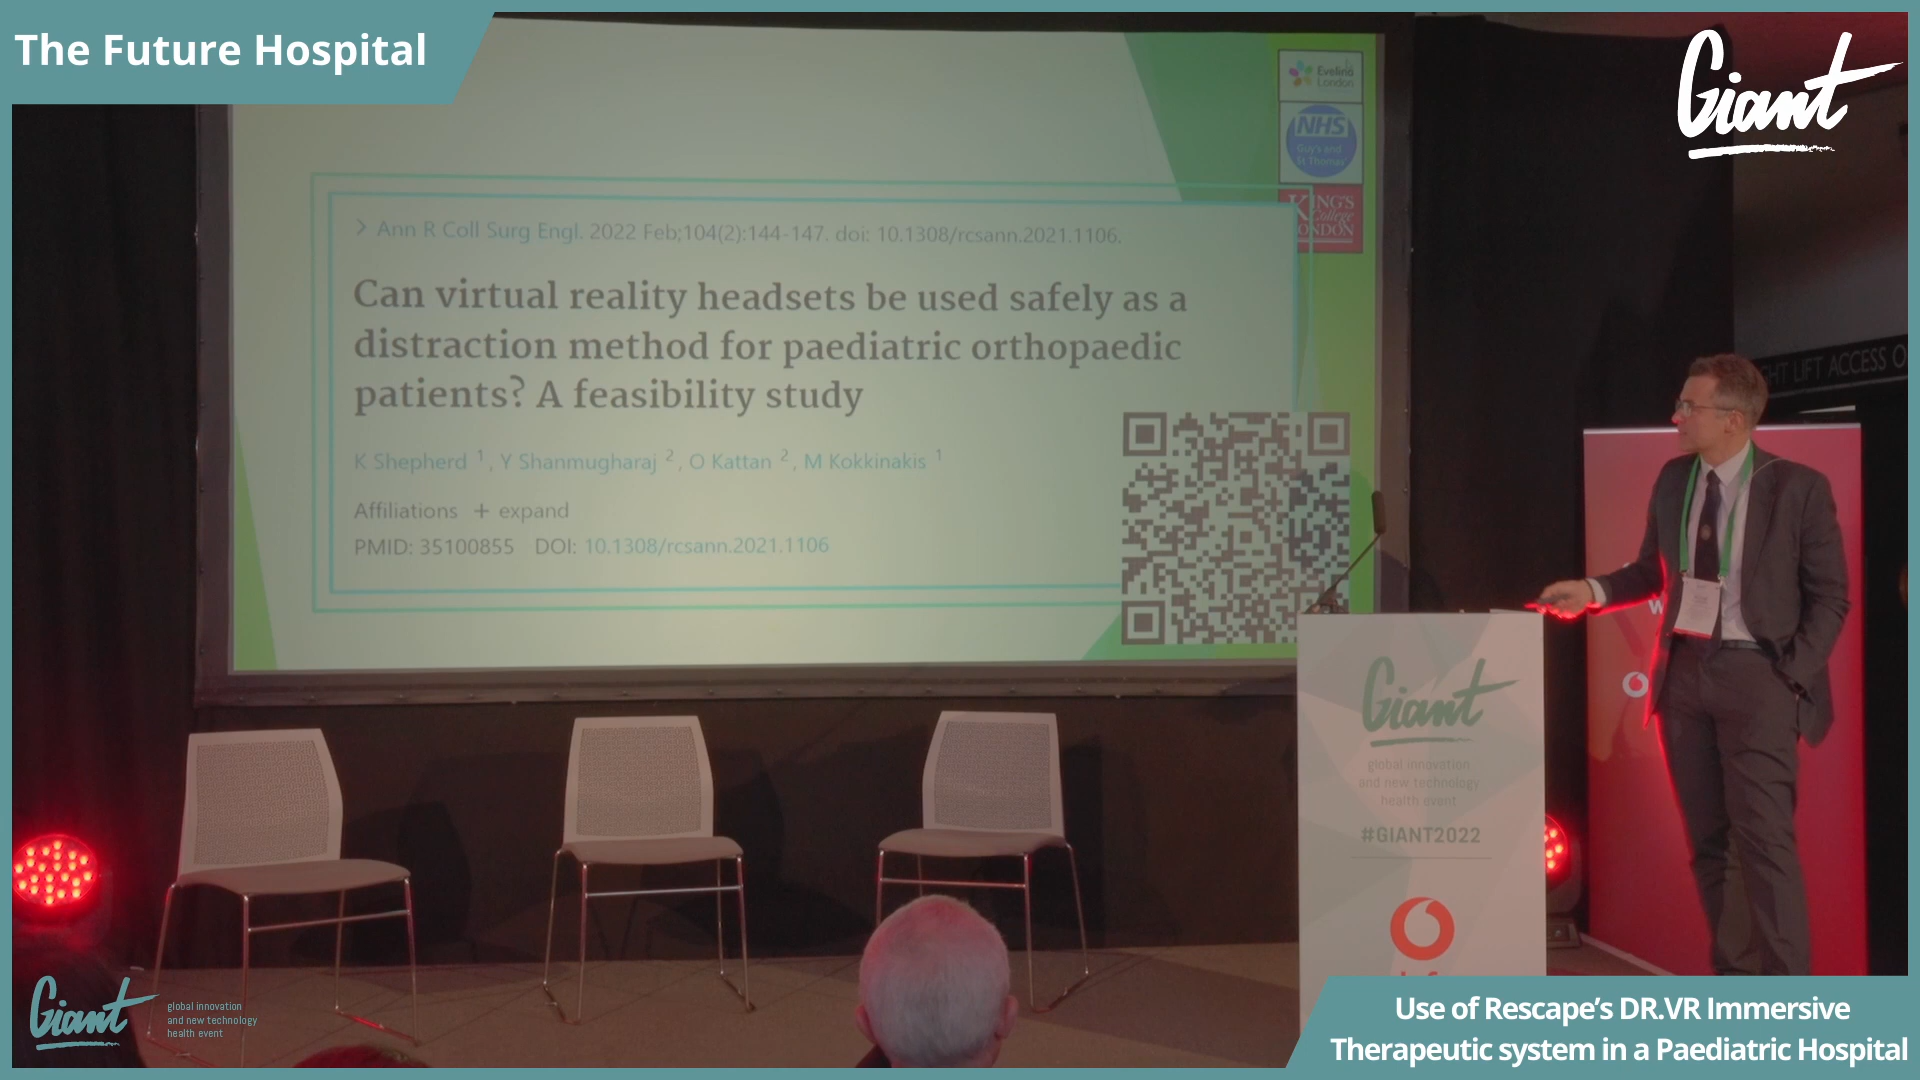 The Future Hospital
Giant
Evelina
London
NHS
Guy's and
St Thomas'
KING'S
College
LONDON
> Ann R Coll Surg Engl. 2022 Feb;104(2):144-147. doi: 10.1308/rcsann.2021.1106.
Can virtual reality headsets be used safely as a
distraction method for paediatric orthopaedic
patients? A feasibility study
K Shepherd 1, Y Shanmugharaj 2, O Kattan 2, M Kokkinakis 1
Affiliations + expand
PMID: 35100855 DOI: 10.1308/rcsann.2021.1106
LIFT ACCESS
Giant
global innovation
and new technology
health event
#GIANT2022
Giant
global innovation
and new technology
health event
Use of Rescape's DR.VR Immersive
Therapeutic system in a Paediatric Hospital